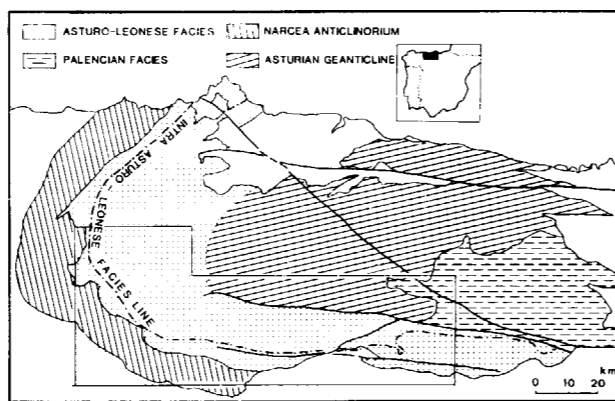 ASTURO-LEONESE FACIES
NARCEA ANTICLINORIUM
PALENCIAN FACIES
ASTURIAN GEANTICLINE
INTRA ASTURO
LEONESE
FACIES LINE
km
0 10 20